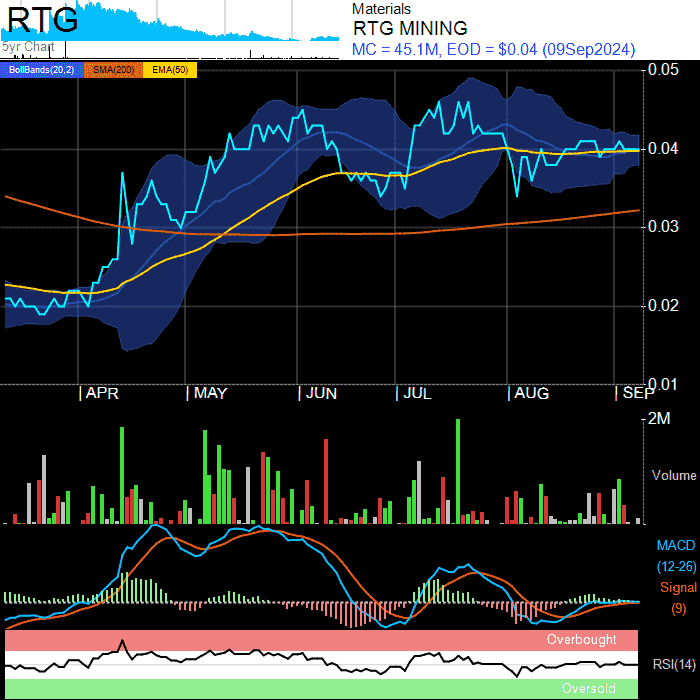 RTG
5yr Chart
Materials
RTG MINING
MC = 45.1M, EOD = $0.04 (09Sep2024)
BollBands(20,2) SMA(200) EMA(50)
0.05
0.04
0.03
0.02
0.01
APR MAY JUN JUL AUG SEP
2M
Volume
MACD
(12-26)
Signal
(9)
Overbought
RSI(14)
Oversold